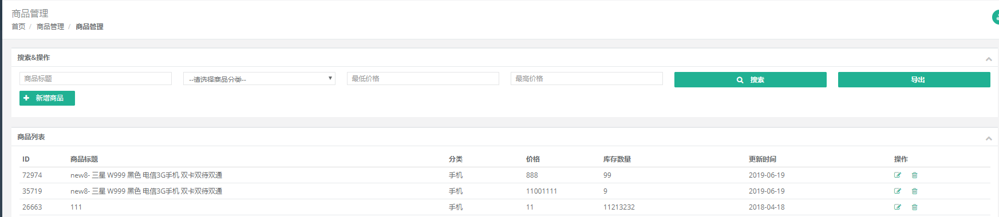 商品管理
首页 / 商品管理 / 商品管理
搜索&操作
商品标题 --请选择商品分类-- 最低价格 最高价格 搜索 导出
新增商品
商品列表
ID 商品标题 分类 价格 库存数量 更新时间 操作
72974 new8- 三星 W999 黑色 电信3G手机 双卡双待双通 手机 888 99 2019-06-19
35719 new8- 三星 W999 黑色 电信3G手机 双卡双待双通 手机 11001111 9 2019-06-19
26663 111 手机 11 11213232 2018-04-18